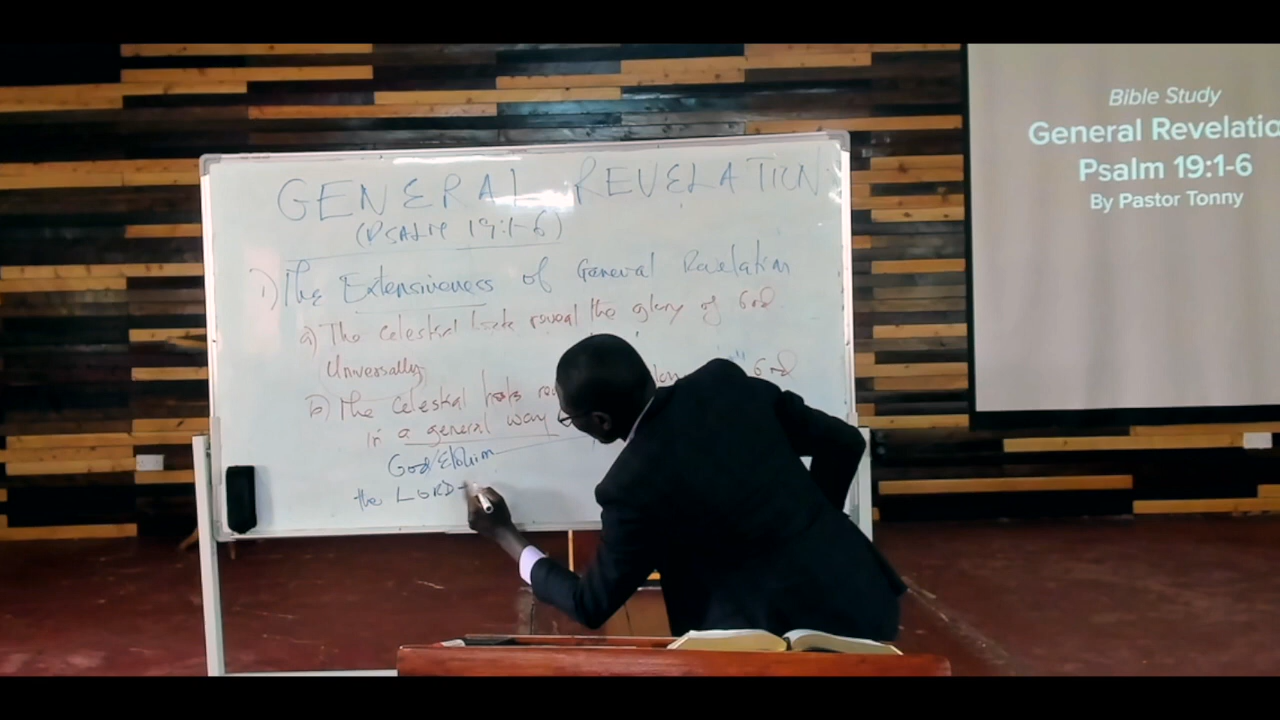 GENERAL REVELATION
(PSALM 19:1-6)
1) The Extensiveness of General Revelation
a) The Celestial reveal the glory of God
Universally
b) The Celestial God
in a general way
God/Elohim
the LORD-
Bible Study
General Revelatio
Psalm 19:1-6
By Pastor Tonny